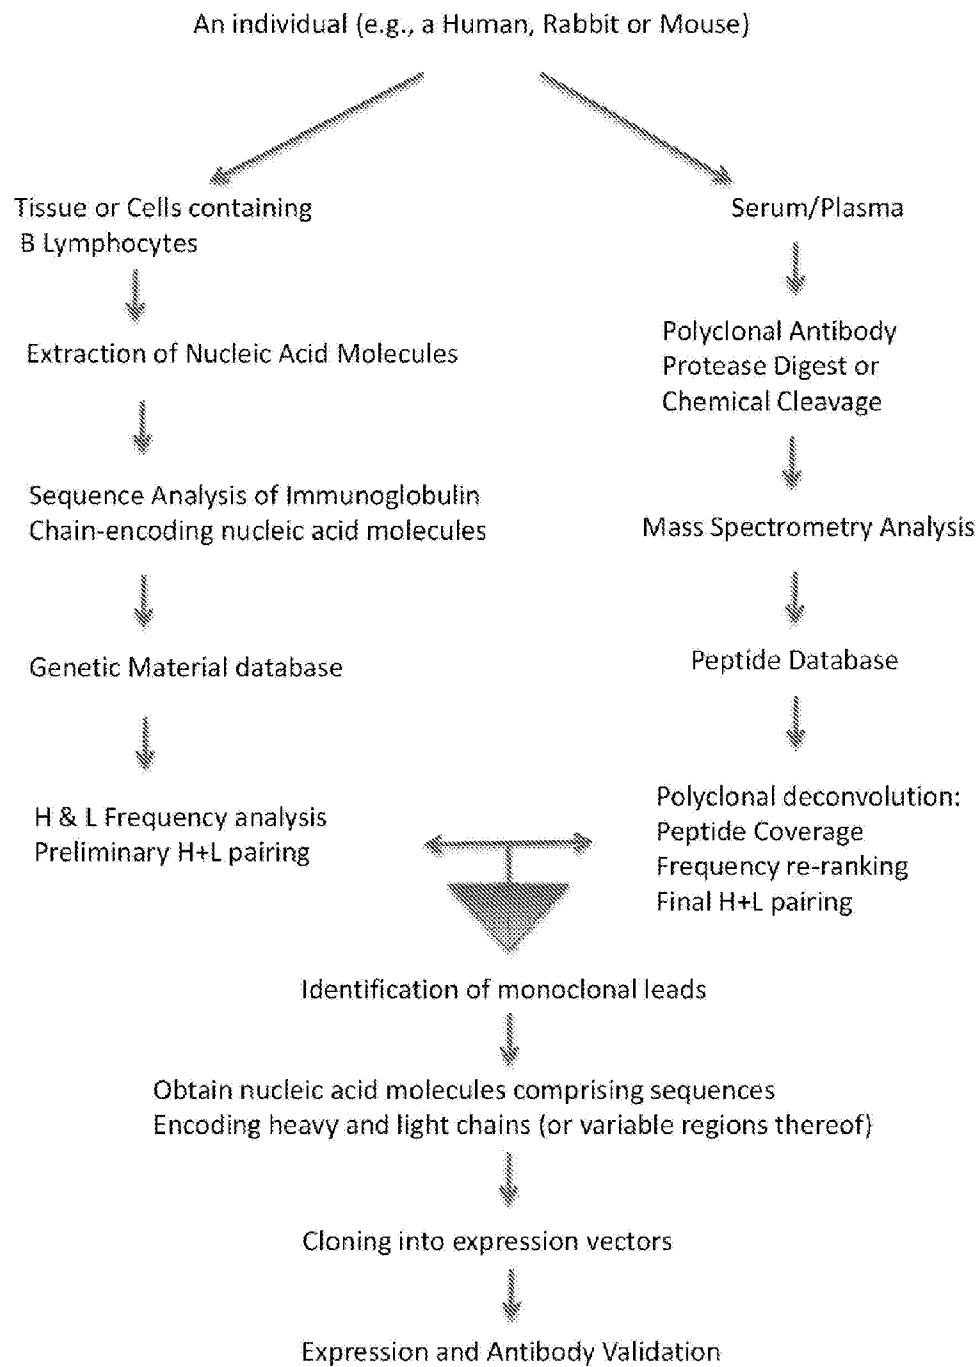 An individual (e.g., a Human, Rabbit or Mouse)
Tissue or Cells containing
B Lymphocytes
Extraction of Nucleic Acid Molecules
Sequence Analysis of Immunoglobulin
Chain-encoding nucleic acid molecules
Genetic Material database
H & L Frequency analysis
Preliminary H+L pairing
Serum/Plasma
Polyclonal Antibody
Protease Digest or
Chemical Cleavage
Mass Spectrometry Analysis
Peptide Database
Polyclonal deconvolution:
Peptide Coverage
Frequency re-ranking
Final H+L pairing
Identification of monoclonal leads
Obtain nucleic acid molecules comprising sequences
Encoding heavy and light chains (or variable regions thereof)
Cloning into expression vectors
Expression and Antibody Validation